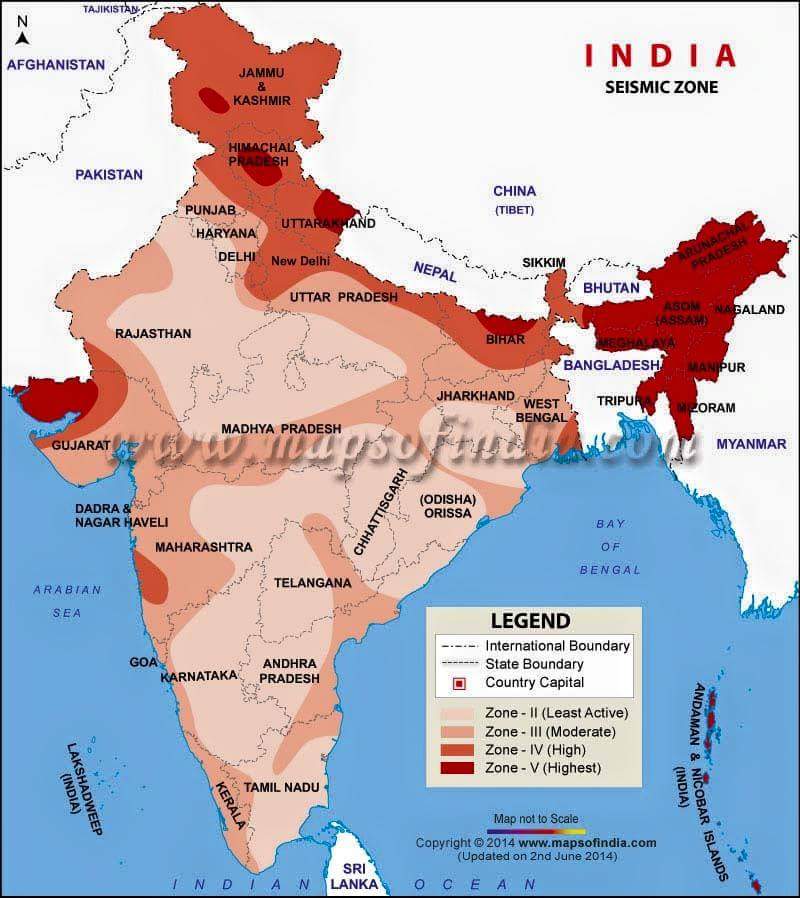 TAJIKISTAN
N
AFGHANISTAN
INDIA
SEISMIC ZONE
JAMMU
&
KASHMIR
PAKISTAN
HIMACHAL
PRADESH
CHINA
(TIBET)
PUNJAB
UTTARAKHAND
HARYANA
DELHI
New Delhi
NEPAL
SIKKIM
BHUTAN
ARUNACHAL
PRADESH
UTTAR PRADESH
RAJASTHAN
BIHAR
ASOM
(ASSAM)
NAGALAND
MEGHALAYA
BANGLADESH
MANIPUR
JHARKHAND
WEST
BENGAL
TRIPURA
MIZORAM
MADHYA PRADESH
GUJARAT
www.mapsofindia.com
MYANMAR
DADRA &
NAGAR HAVELI
CHHATTISGARH
(ODISHA)
ORISSA
MAHARASHTRA
BAY
OF
BENGAL
ARABIAN
SEA
TELANGANA
GOA
KARNATAKA
ANDHRA
PRADESH
LEGEND
International Boundary
State Boundary
Country Capital
Zone - II (Least Active)
Zone - III (Moderate)
Zone - IV (High)
Zone - V (Highest)
LAKSHADWEEP
(INDIA)
KERALA
TAMIL NADU
ANDAMAN & NICOBAR ISLANDS
(INDIA)
Map not to Scale
Copyright © 2014 www.mapsofindia.com
(Updated on 2nd June 2014)
SRI
LANKA
INDIAN OCEAN